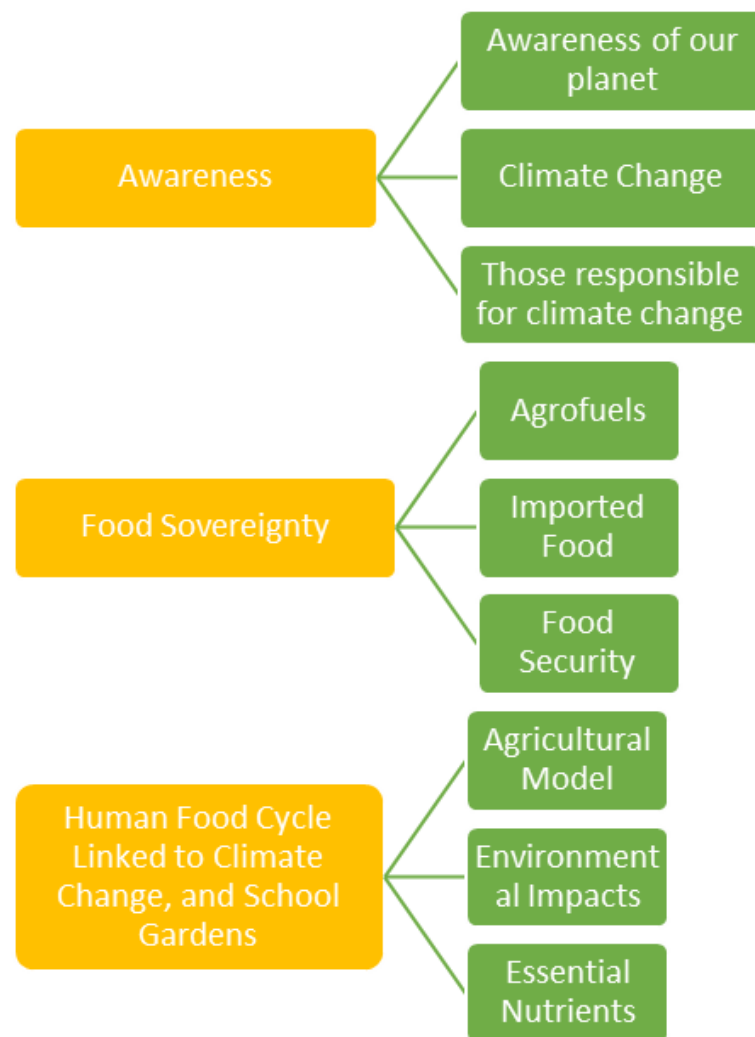 Awareness
Awareness of our
planet
Climate Change
Those responsible
for climate change
Food Sovereignty
Agrofuels
Imported
Food
Food
Security
Human Food Cycle
Linked to Climate
Change, and School
Gardens
Agricultural
Model
Environment
al Impacts
Essential
Nutrients